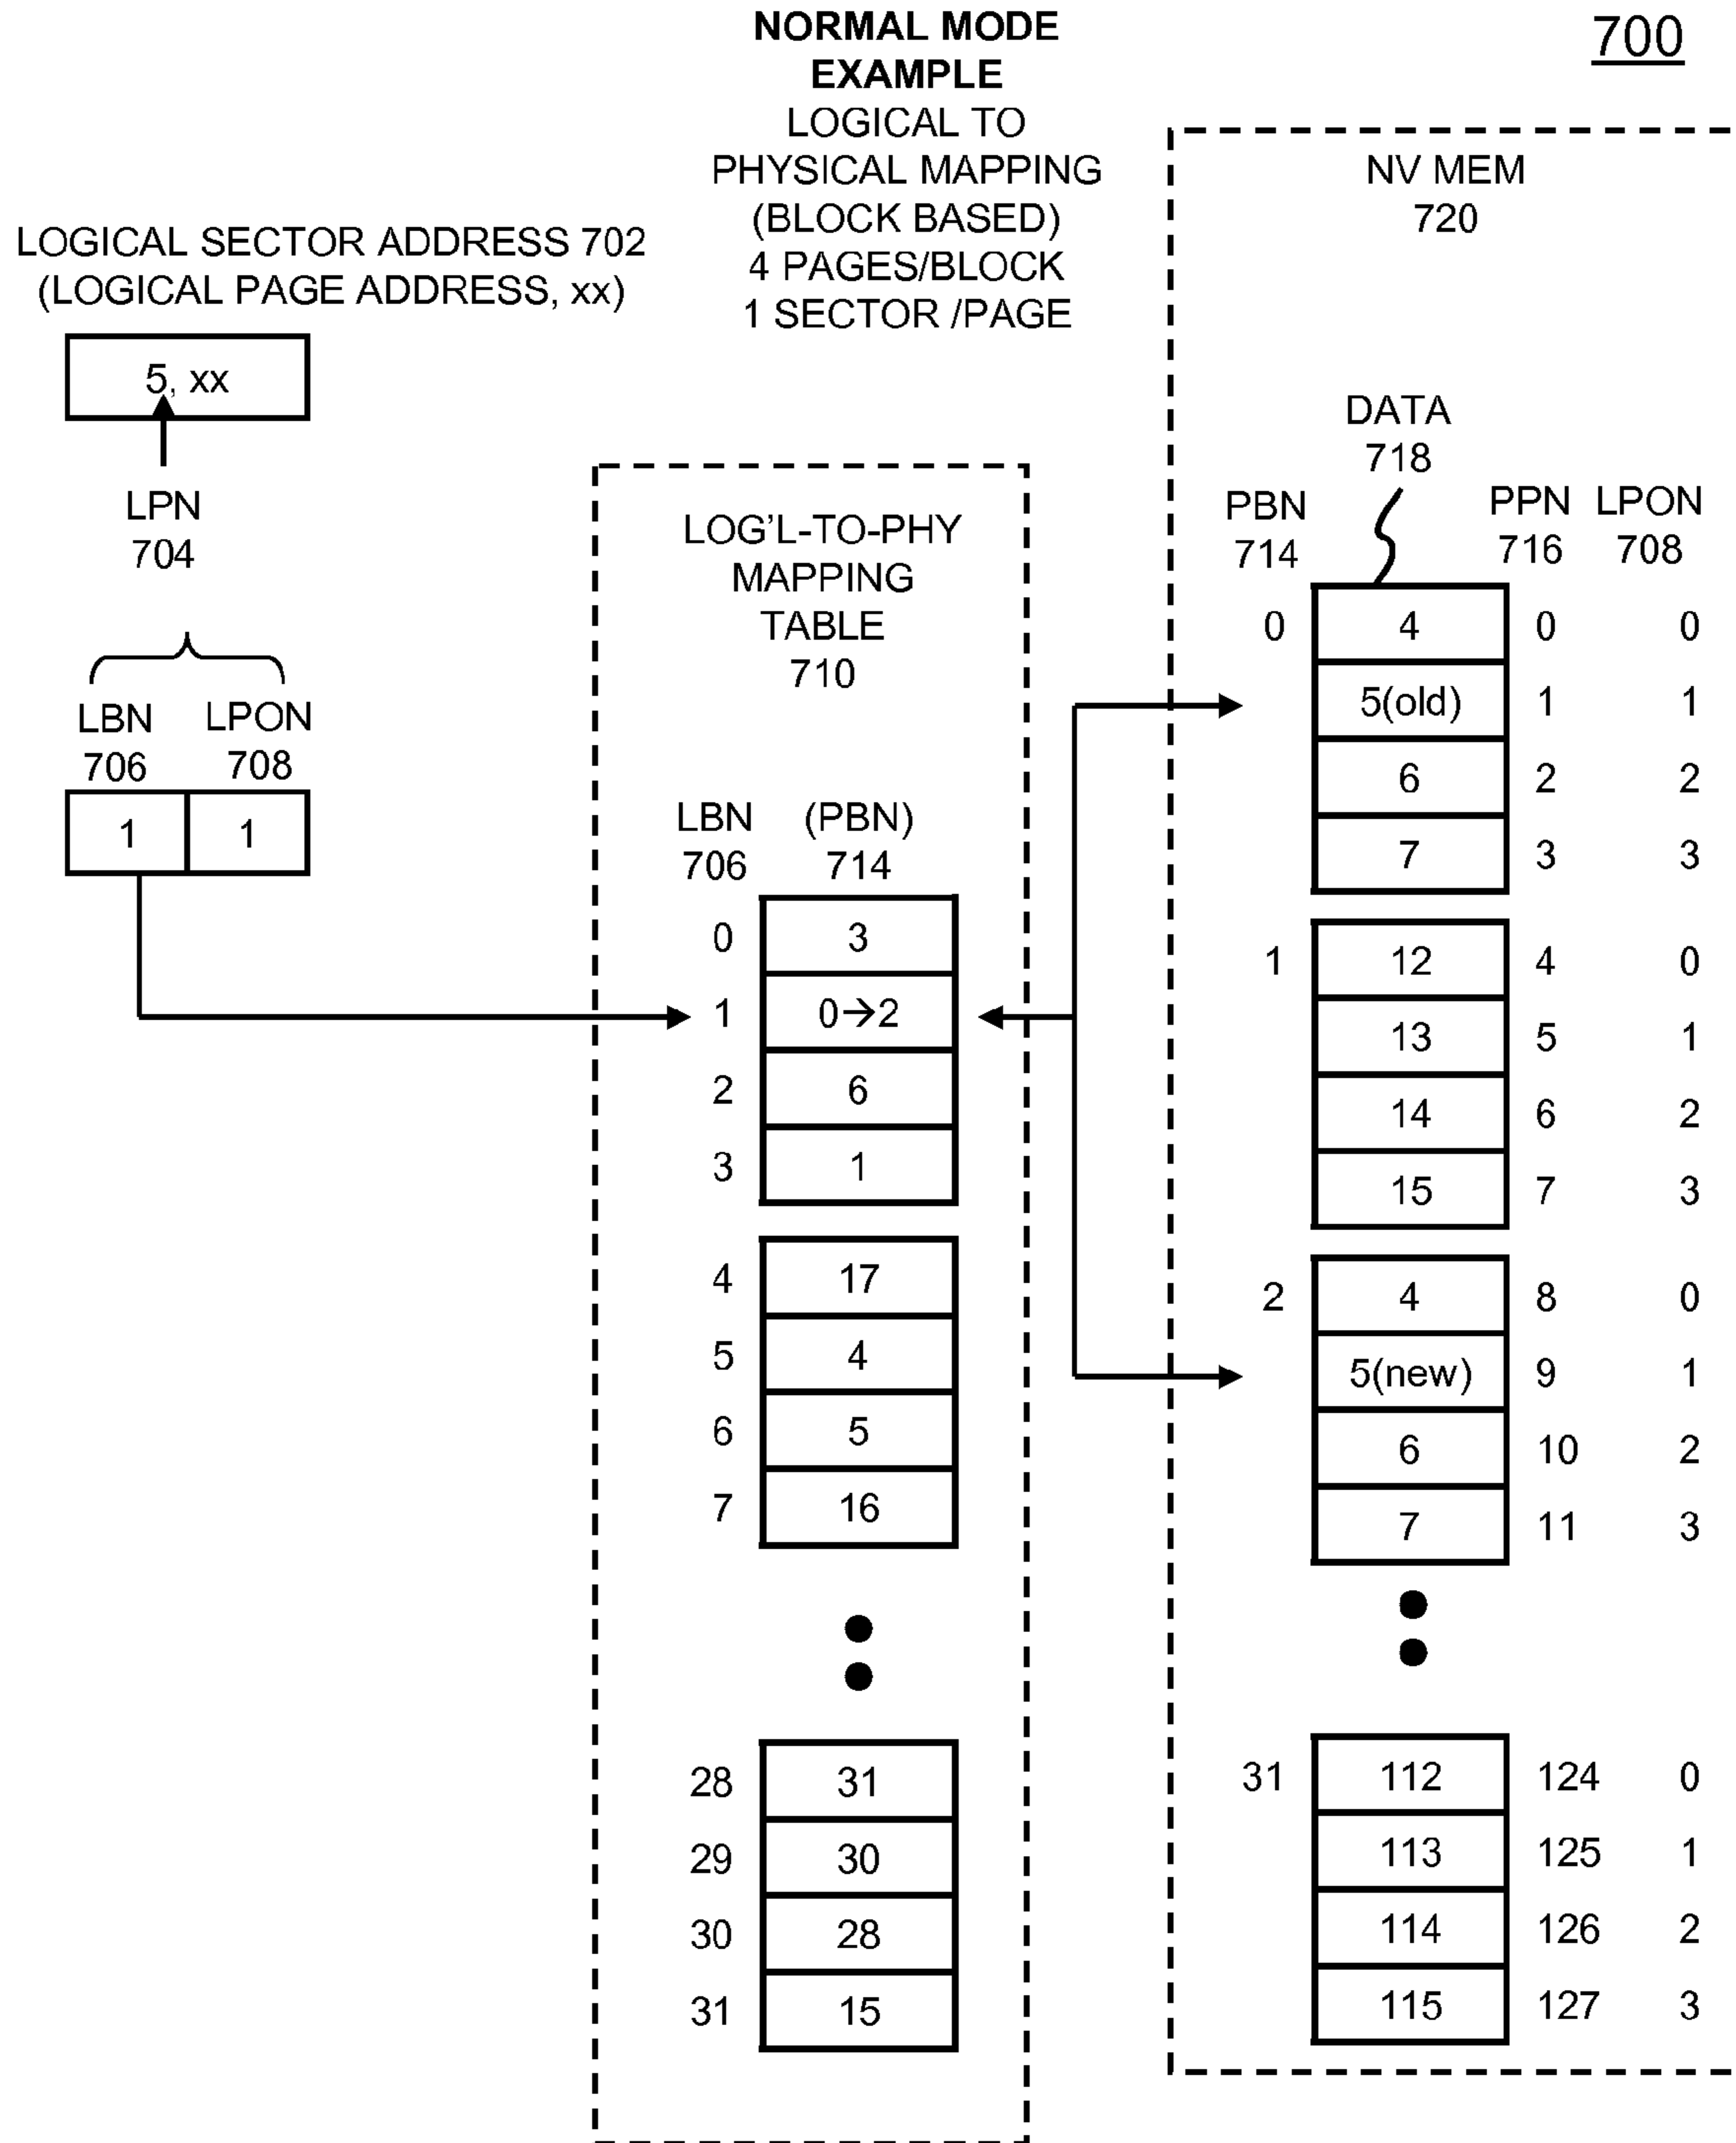 NORMAL MODE
EXAMPLE
LOGICAL TO
PHYSICAL MAPPING
(BLOCK BASED)
4 PAGES/BLOCK
1 SECTOR /PAGE
700
LOGICAL SECTOR ADDRESS 702
(LOGICAL PAGE ADDRESS, xx)
5, xx
LPN
704
LBN LPON
706 708
1 1
LOG'L-TO-PHY
MAPPING
TABLE
710
LBN (PBN)
706 714
0 3
1 0→2
2 6
3 1
4 17
5 4
6 5
7 16
28 31
29 30
30 28
31 15
NV MEM
720
DATA
718
PBN PPN LPON
714 716 708
0 4 0 0
5(old) 1 1
6 2 2
7 3 3
1 12 4 0
13 5 1
14 6 2
15 7 3
2 4 8 0
5(new) 9 1
6 10 2
7 11 3
31 112 124 0
113 125 1
114 126 2
115 127 3